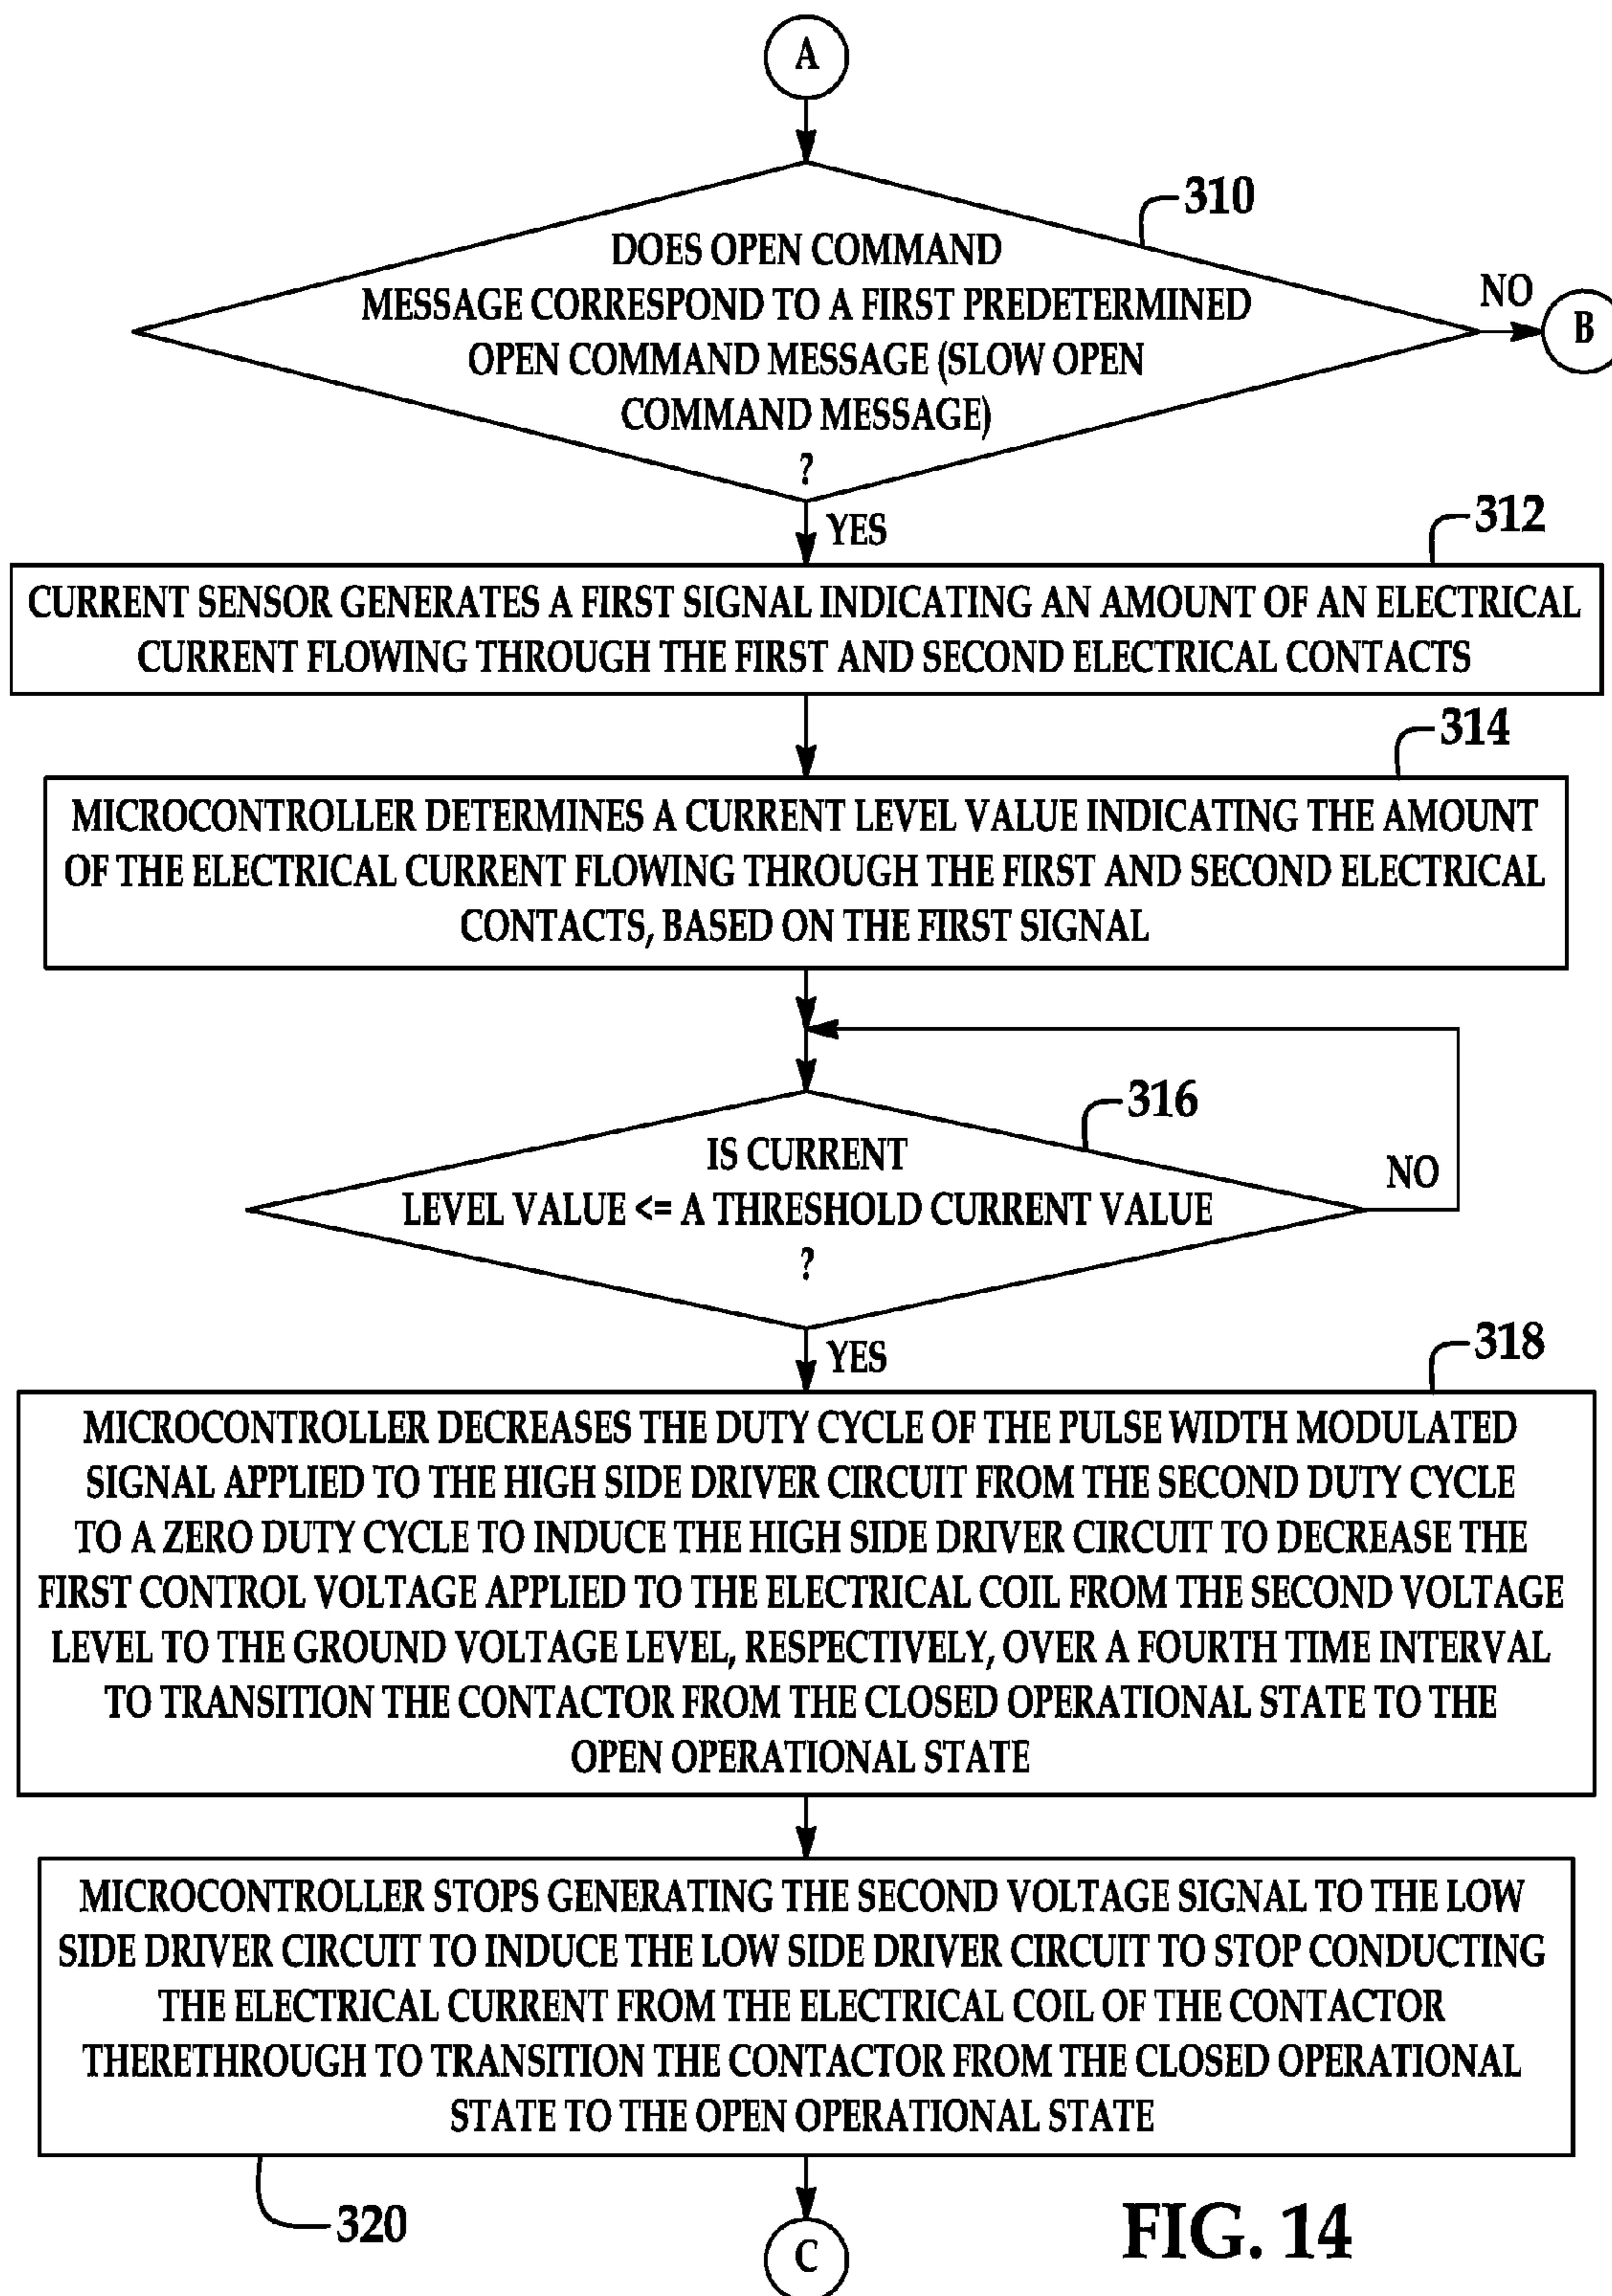 A
310
DOES OPEN COMMAND
MESSAGE CORRESPOND TO A FIRST PREDETERMINED
OPEN COMMAND MESSAGE (SLOW OPEN
COMMAND MESSAGE)
?
NO
B
YES
312
CURRENT SENSOR GENERATES A FIRST SIGNAL INDICATING AN AMOUNT OF AN ELECTRICAL
CURRENT FLOWING THROUGH THE FIRST AND SECOND ELECTRICAL CONTACTS
314
MICROCONTROLLER DETERMINES A CURRENT LEVEL VALUE INDICATING THE AMOUNT
OF THE ELECTRICAL CURRENT FLOWING THROUGH THE FIRST AND SECOND ELECTRICAL
CONTACTS, BASED ON THE FIRST SIGNAL
316
IS CURRENT
LEVEL VALUE <= A THRESHOLD CURRENT VALUE
?
NO
YES
318
MICROCONTROLLER DECREASES THE DUTY CYCLE OF THE PULSE WIDTH MODULATED
SIGNAL APPLIED TO THE HIGH SIDE DRIVER CIRCUIT FROM THE SECOND DUTY CYCLE
TO A ZERO DUTY CYCLE TO INDUCE THE HIGH SIDE DRIVER CIRCUIT TO DECREASE THE
FIRST CONTROL VOLTAGE APPLIED TO THE ELECTRICAL COIL FROM THE SECOND VOLTAGE
LEVEL TO THE GROUND VOLTAGE LEVEL, RESPECTIVELY, OVER A FOURTH TIME INTERVAL
TO TRANSITION THE CONTACTOR FROM THE CLOSED OPERATIONAL STATE TO THE
OPEN OPERATIONAL STATE
MICROCONTROLLER STOPS GENERATING THE SECOND VOLTAGE SIGNAL TO THE LOW
SIDE DRIVER CIRCUIT TO INDUCE THE LOW SIDE DRIVER CIRCUIT TO STOP CONDUCTING
THE ELECTRICAL CURRENT FROM THE ELECTRICAL COIL OF THE CONTACTOR
THERETHROUGH TO TRANSITION THE CONTACTOR FROM THE CLOSED OPERATIONAL
STATE TO THE OPEN OPERATIONAL STATE
320
C
FIG. 14